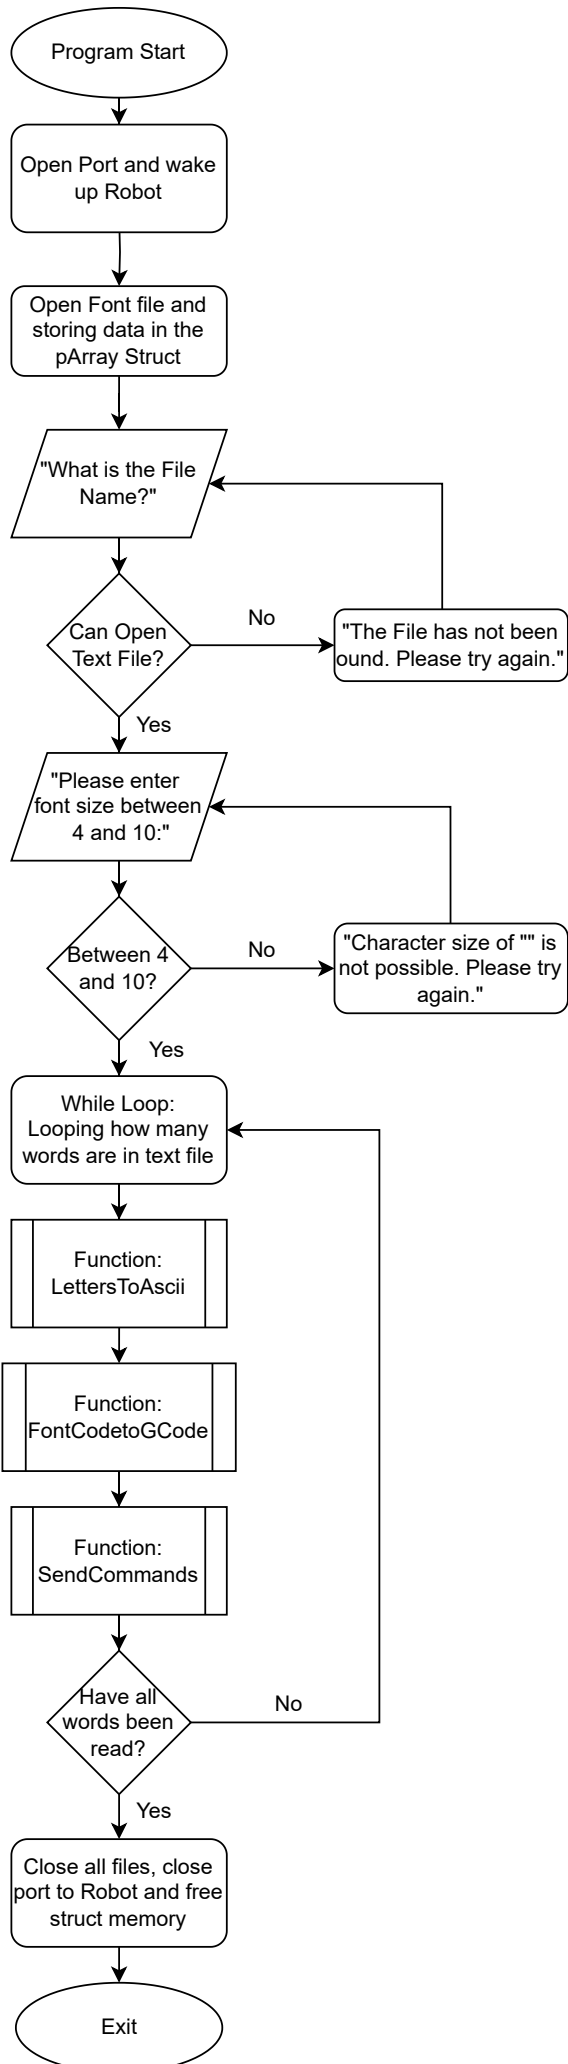 Program Start
Open Port and wake
up Robot
Open Font file and
storing data in the
pArray Struct
"What is the File
Name?"
Can Open
Text File?
No
"The File has not been
ound. Please try again."
Yes
"Please enter
font size between
4 and 10:"
Between 4
and 10?
No
"Character size of "" is
not possible. Please try
again."
Yes
While Loop:
Looping how many
words are in text file
Function:
LettersToAscii
Function:
FontCodetoGCode
Function:
SendCommands
Have all
words been
read?
No
Yes
Close all files, close
port to Robot and free
struct memory
Exit